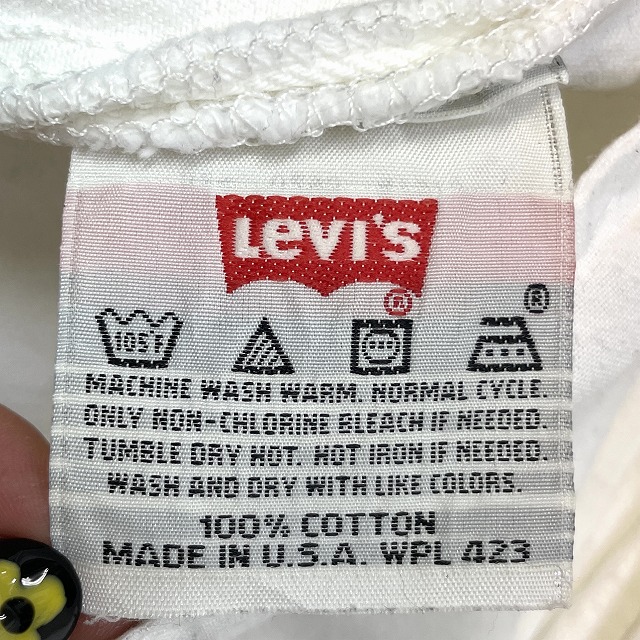 Levi's
®
®
105F
MACHINE WASH WARM. NORMAL CYCLE.
ONLY NON-CHLORINE BLEACH IF NEEDED.
TUMBLE DRY HOT. HOT IRON IF NEEDED.
WASH AND DRY WITH LIKE COLORS.
100% COTTON
MADE IN U.S.A. WPL 423